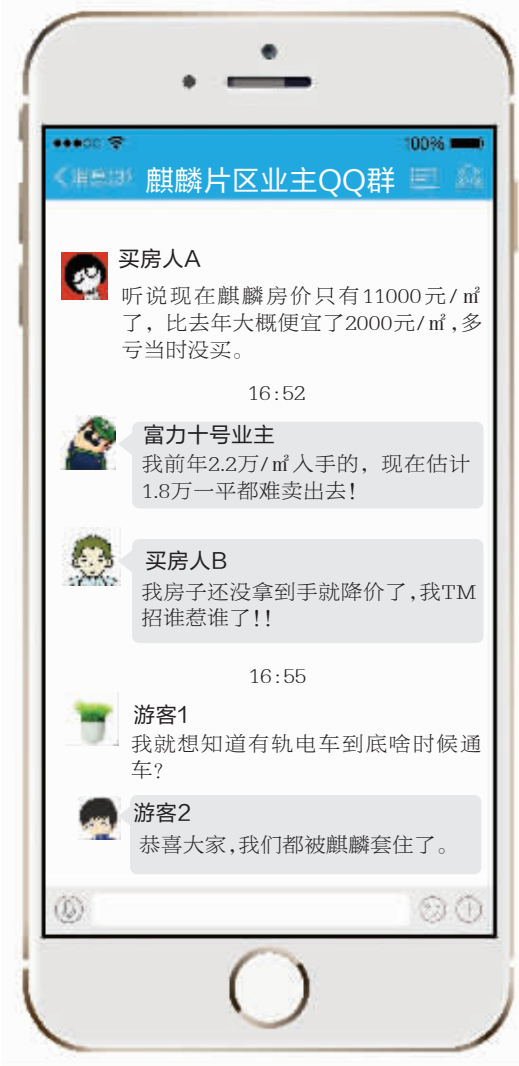 100%
麒麟片区业主QQ群
买房人A
听说现在麒麟房价只有11000元/㎡
了，比去年大概便宜了2000元/㎡,多
亏当时没买。
16:52
富力十号业主
我前年2.2万/㎡入手的，现在估计
1.8万一平都难卖出去!
买房人B
我房子还没拿到手就降价了,我TM
招谁惹谁了!!
16:55
游客1
我就想知道有轨电车到底啥时候通
车?
游客2
恭喜大家,我们都被麒麟套住了。